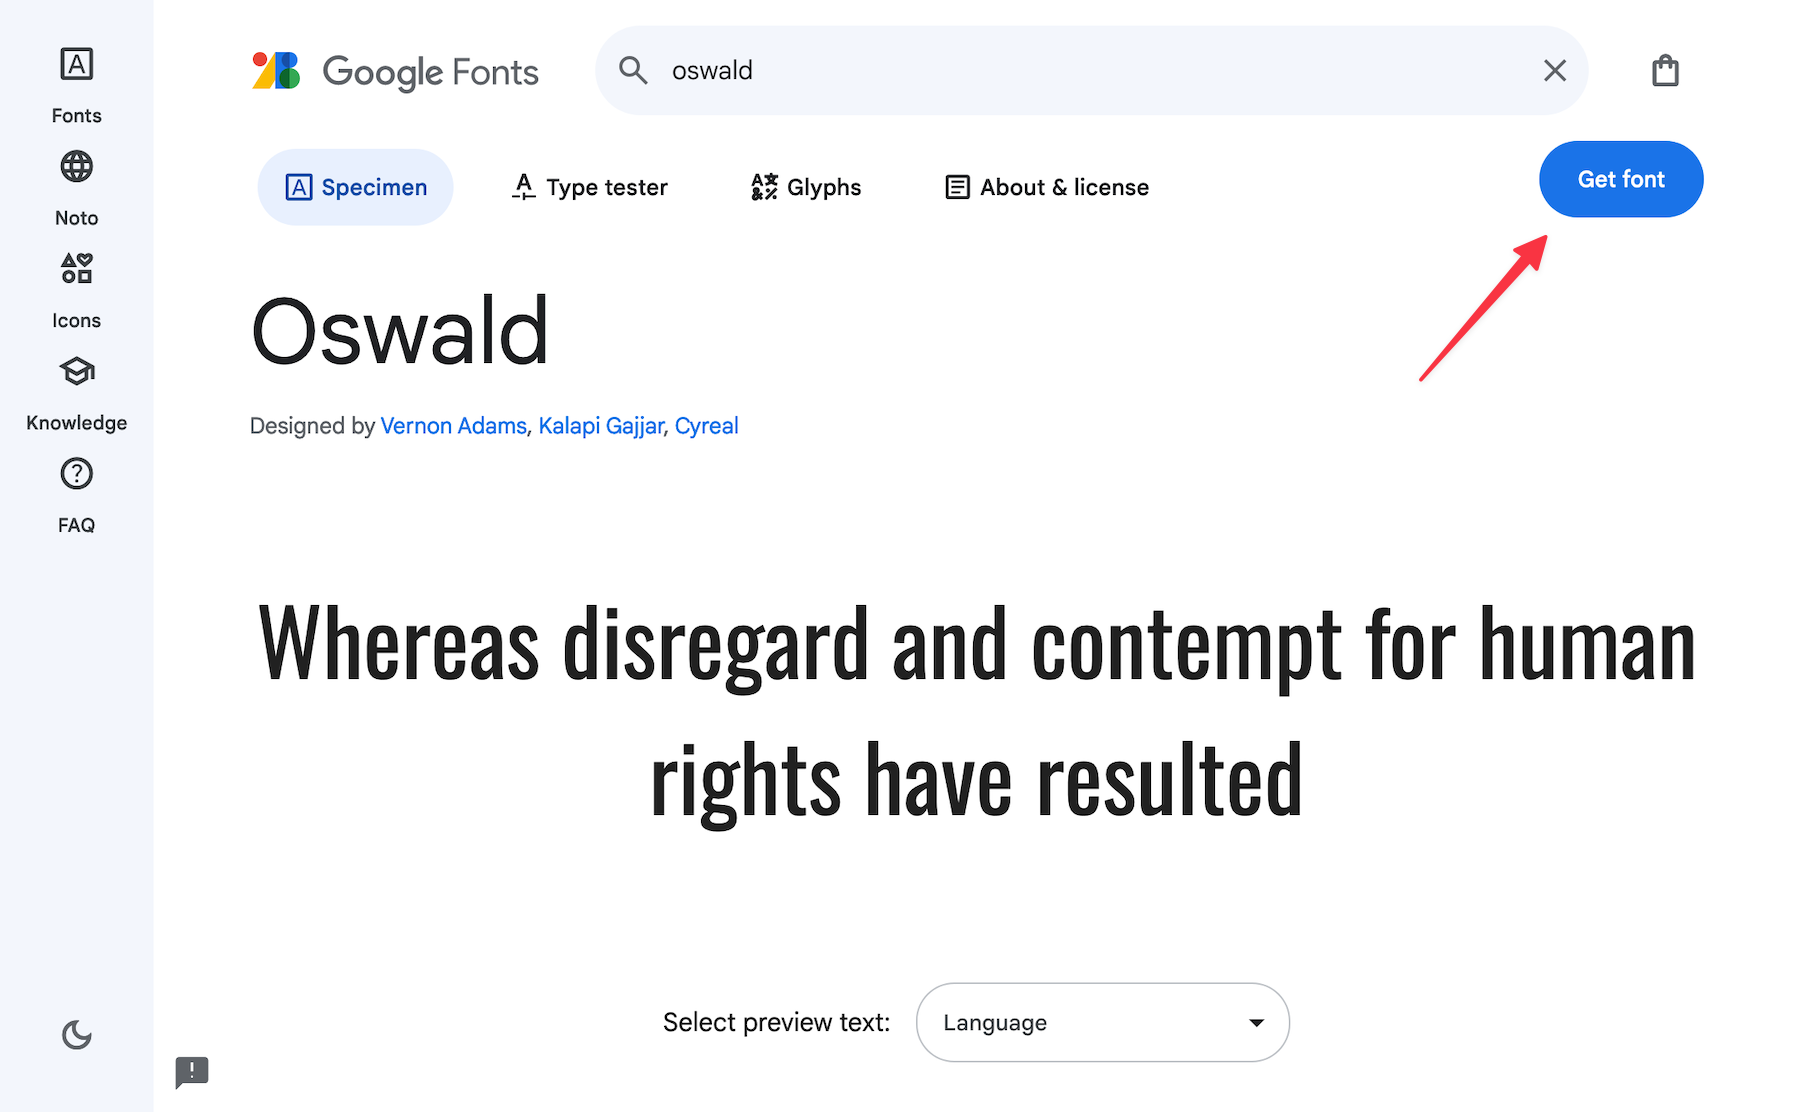 Fonts
Noto
Icons
Knowledge
FAQ
Google Fonts
oswald
Specimen
Type tester
Glyphs
About & license
Get font
Oswald
Designed by Vernon Adams, Kalapi Gajjar, Cyreal
Whereas disregard and contempt for human
rights have resulted
Select preview text:
Language